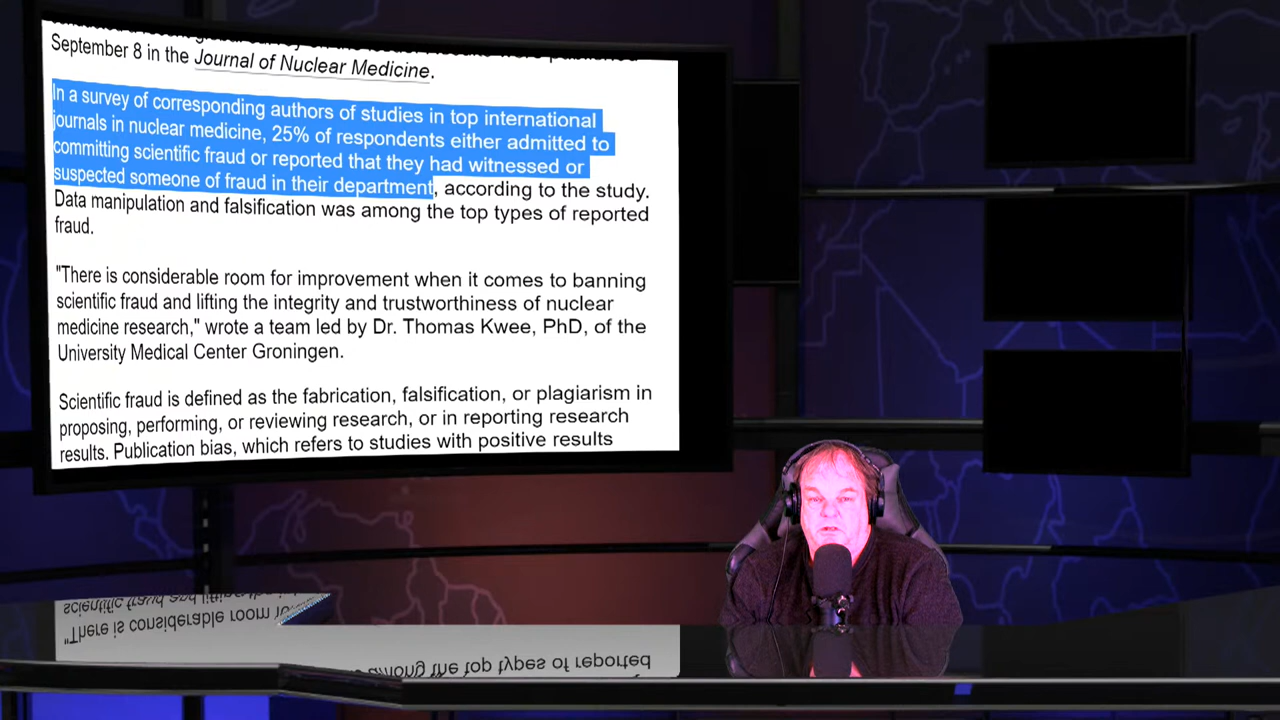 September 8 in the Journal of Nuclear Medicine.
In a survey of corresponding authors of studies in top international
journals in nuclear medicine, 25% of respondents either admitted to
committing scientific fraud or reported that they had witnessed or
suspected someone of fraud in their department, according to the study.
Data manipulation and falsification was among the top types of reported
fraud.
"There is considerable room for improvement when it comes to banning
scientific fraud and lifting the integrity and trustworthiness of nuclear
medicine research," wrote a team led by Dr. Thomas Kwee, PhD, of the
University Medical Center Groningen.
Scientific fraud is defined as the fabrication, falsification, or plagiarism in
proposing, performing, or reviewing research, or in reporting research
results. Publication bias, which refers to studies with positive results